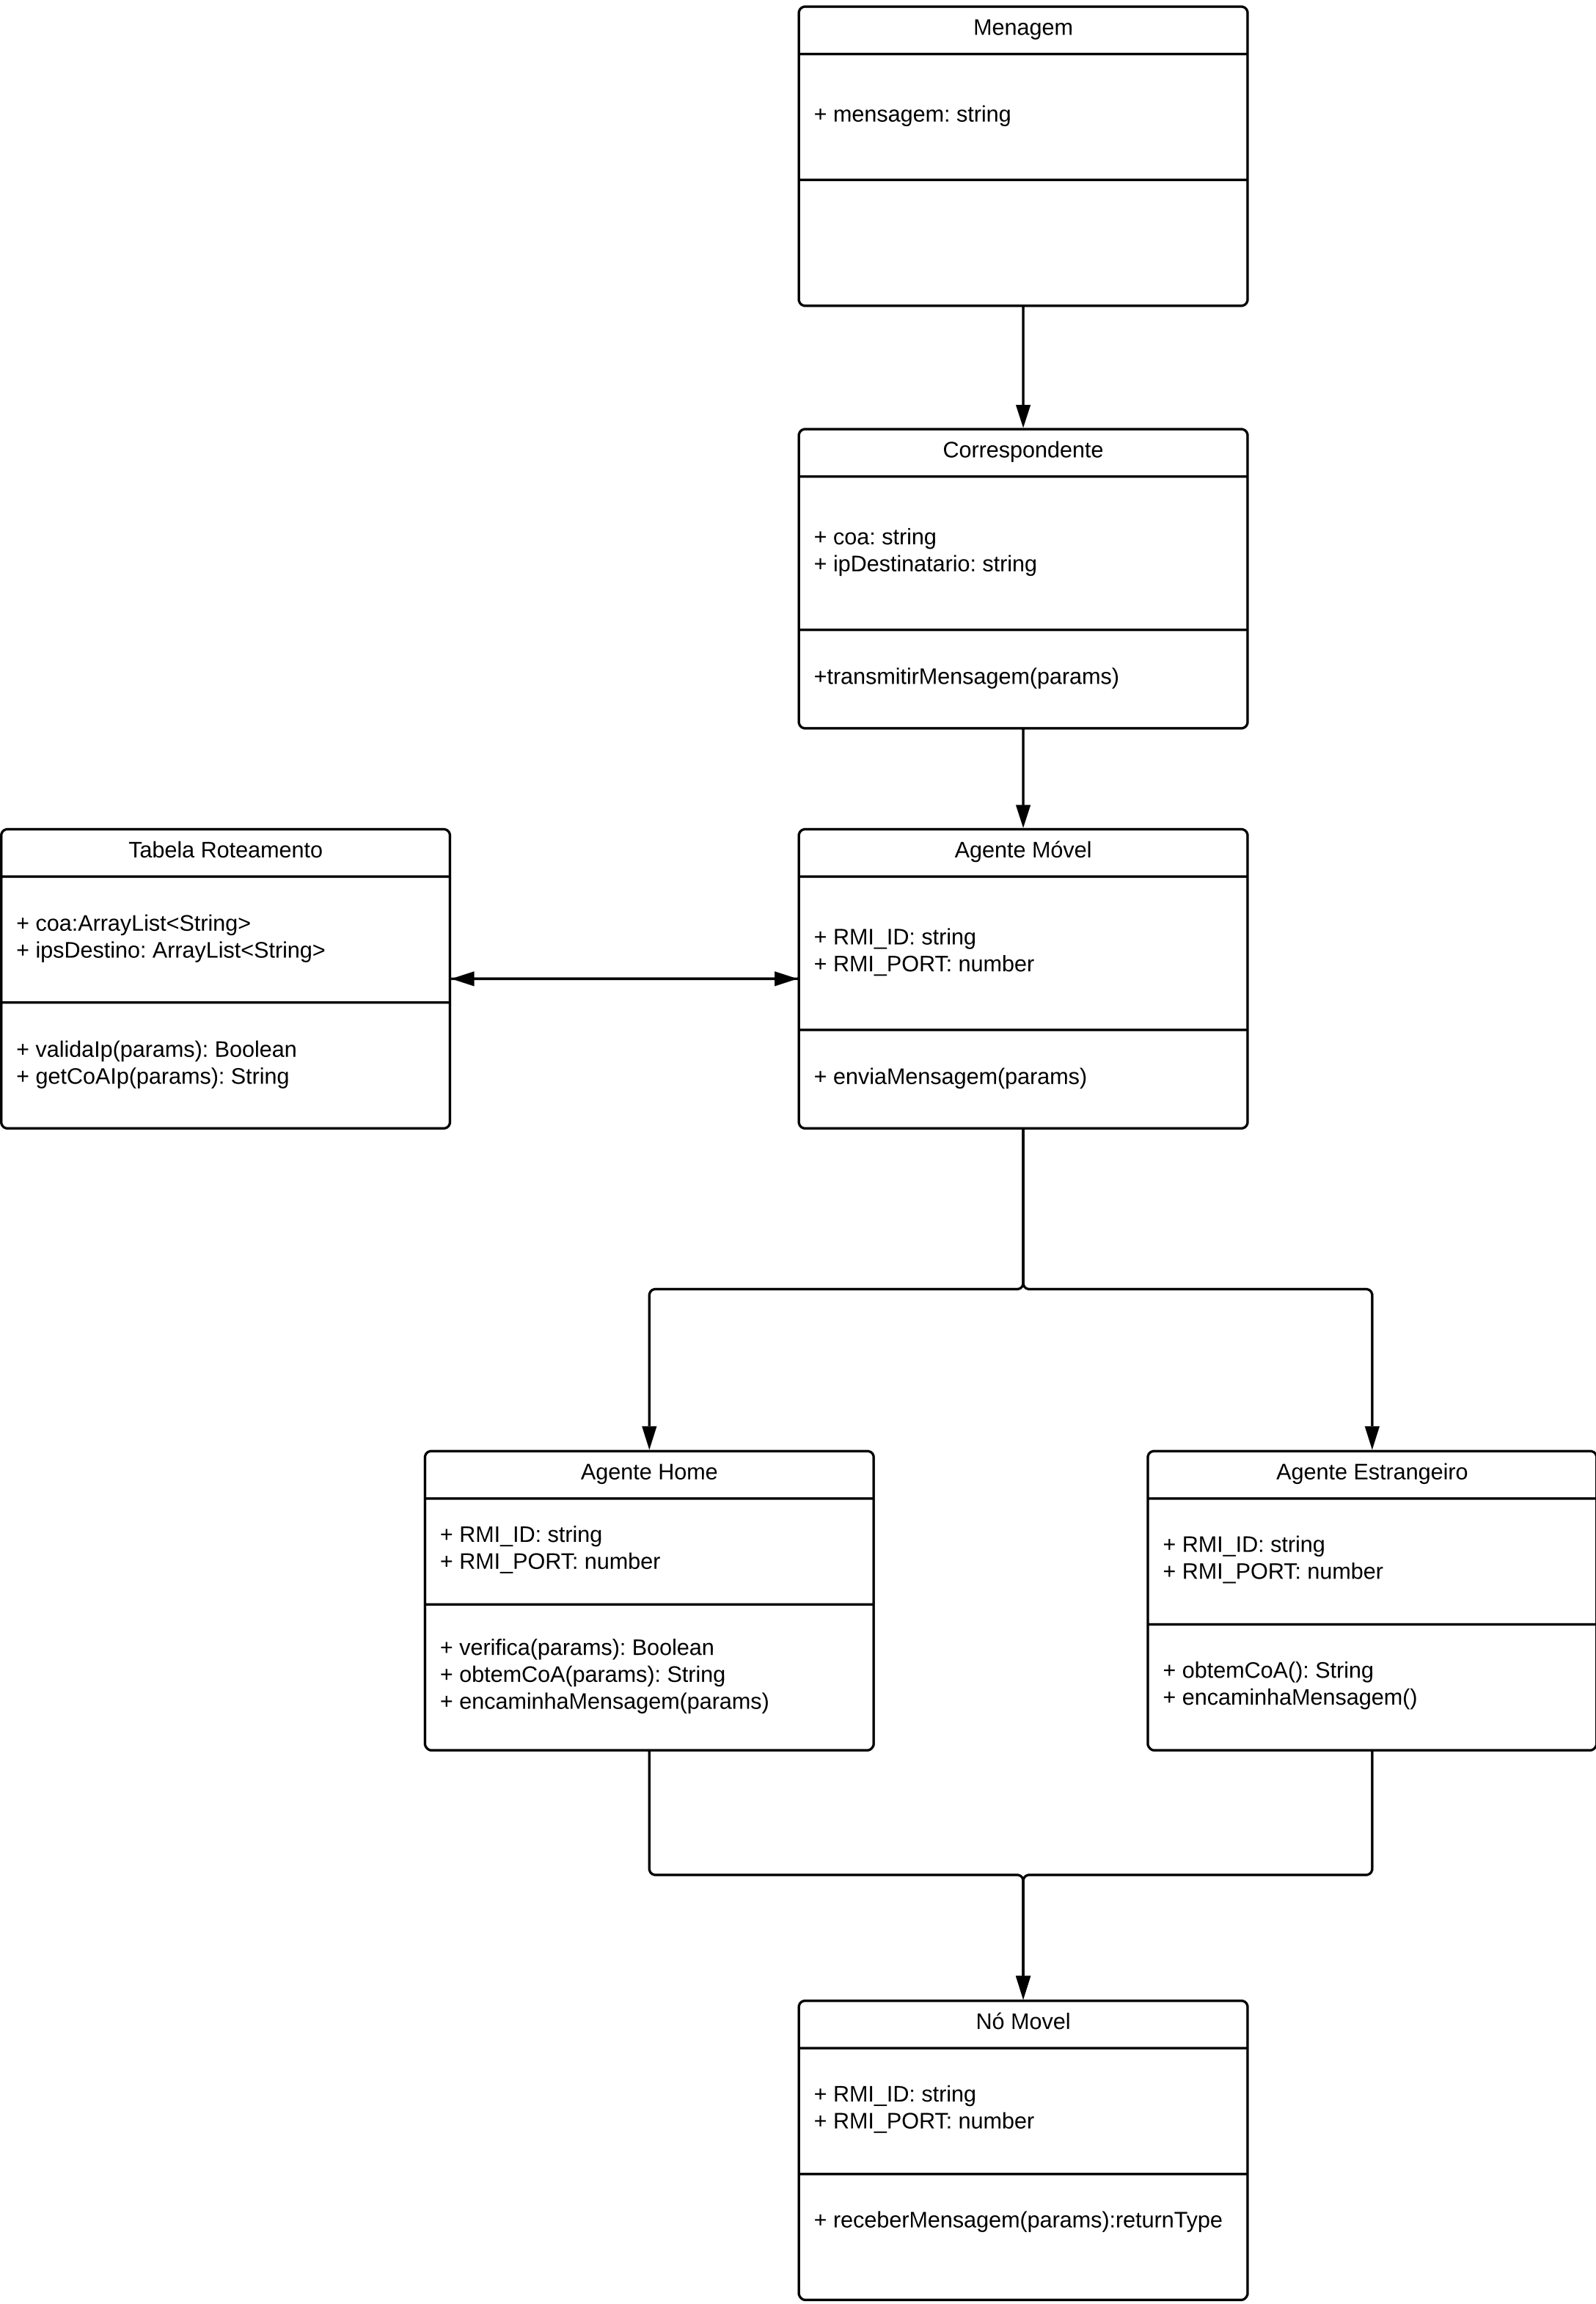 Menagem
+ mensagem: string
Correspondente
+ coa: string
+ ipDestinatario: string
+transmitirMensagem(params)
Tabela Roteamento
+ coa:ArrayList<String>
+ ipsDestino: ArrayList<String>
+ validaIp(params): Boolean
+ getCoAIp(params): String
Agente Móvel
+ RMI_ID: string
+ RMI_PORT: number
+ enviaMensagem(params)
Agente Home
+ RMI_ID: string
+ RMI_PORT: number
+ verifica(params): Boolean
+ obtemCoA(params): String
+ encaminhaMensagem(params)
Agente Estrangeiro
+ RMI_ID: string
+ RMI_PORT: number
+ obtemCoA(): String
+ encaminhaMensagem()
Nó Movel
+ RMI_ID: string
+ RMI_PORT: number
+ receberMensagem(params):returnType